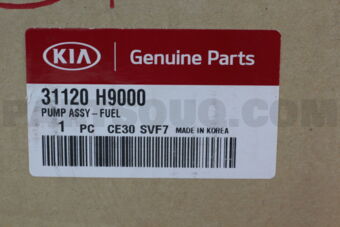 KIA Genuine Parts
31120 H9000
PUMP ASSY-FUEL
1 PC CE30 SVF7 MADE IN KOREA